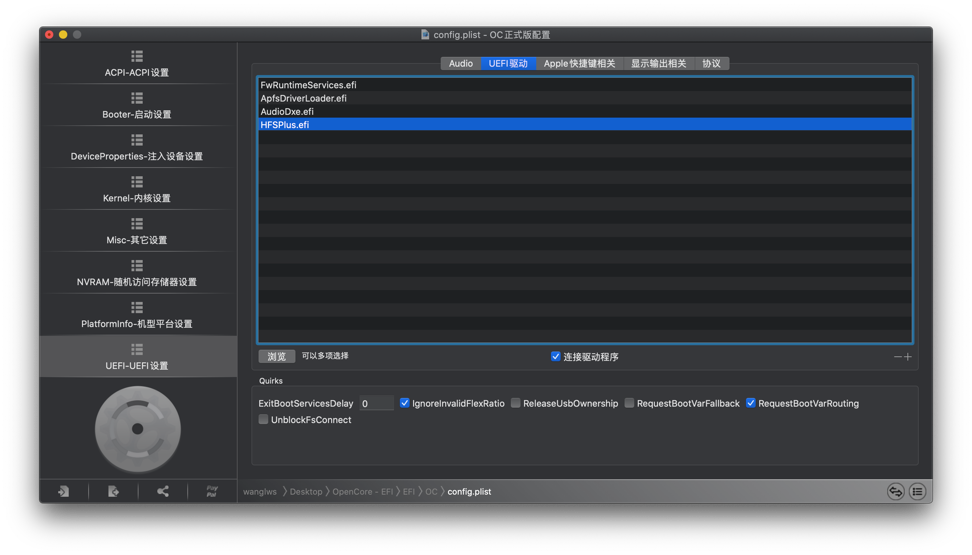 config.plist - OC正式版配置
ACPI-ACPI设置
Booter-启动设置
DeviceProperties-注入设备设置
Kernel-内核设置
Misc-其它设置
NVRAM-随机访问存储器设置
PlatformInfo-机型平台设置
UEFI-UEFI设置
Audio UEFI驱动 Apple快捷键相关 显示输出相关 协议
FwRuntimeServices.efi
ApfsDriverLoader.efi
AudioDxe.efi
HFSPlus.efi
浏览 可以多项选择 连接驱动程序
Quirks
ExitBootServicesDelay 0 IgnoreInvalidFlexRatio ReleaseUsbOwnership RequestBootVarFallback RequestBootVarRouting
UnblockFsConnect
Pay
Pal
wanglws 〉Desktop 〉OpenCore - EFI 〉EFI 〉OC 〉config.plist